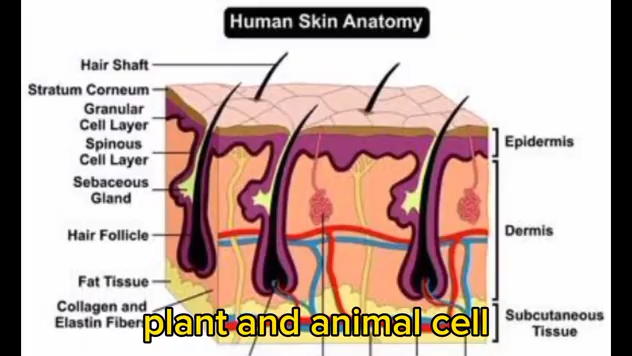 Human Skin Anatomy
Hair Shaft
Stratum Corneum
Granular
Cell Layer
Spinous
Cell Layer
Sebaceous
Gland
Hair Follicle
Fat Tissue
Collagen and
Elastin Fibers
Epidermis
Dermis
Subcutaneous
Tissue
plant and animal cell